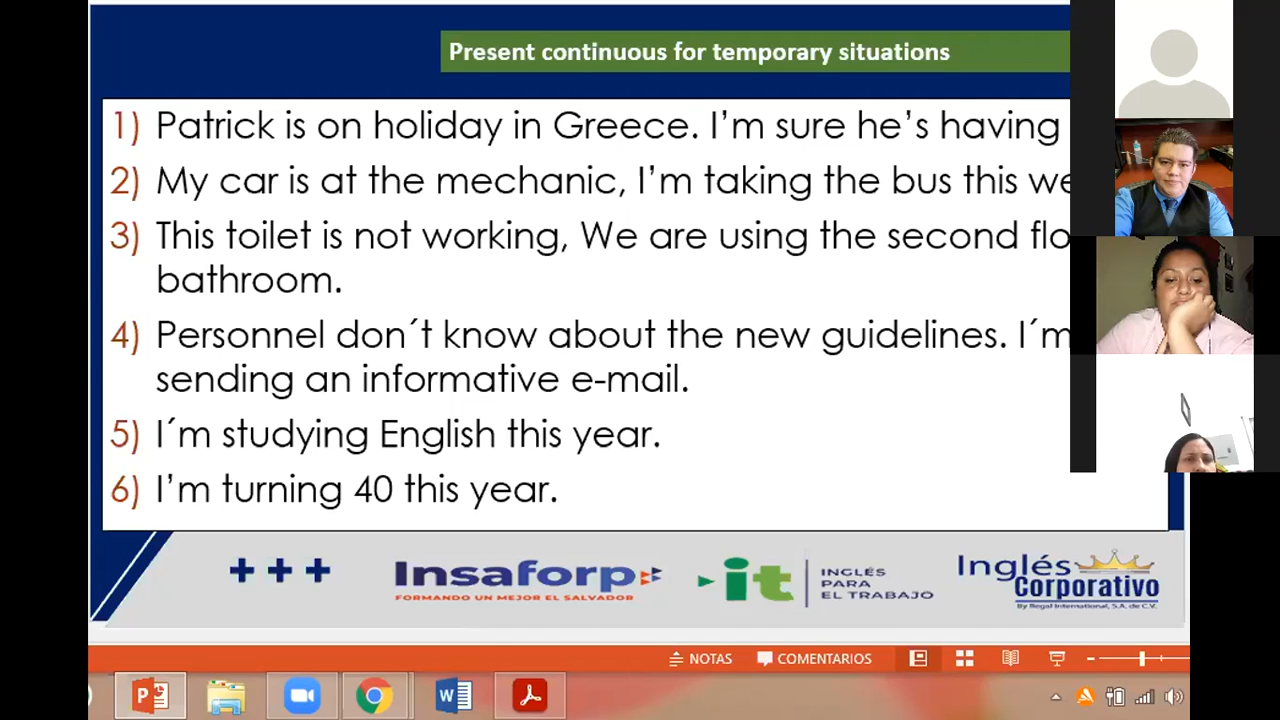 Present continuous for temporary situations
1) Patrick is on holiday in Greece. I’m sure he’s having
2) My car is at the mechanic, I’m taking the bus this we
3) This toilet is not working, We are using the second flo
bathroom.
4) Personnel don´t know about the new guidelines. I´m
sending an informative e-mail.
5) I´m studying English this year.
6) I’m turning 40 this year.
+++
Insaforp
FORMANDO UN MEJOR EL SALVADOR
it
INGLÉS
PARA
EL TRABAJO
Inglés
Corporativo
By Regal International, S.A. de C.V.
NOTAS COMENTARIOS